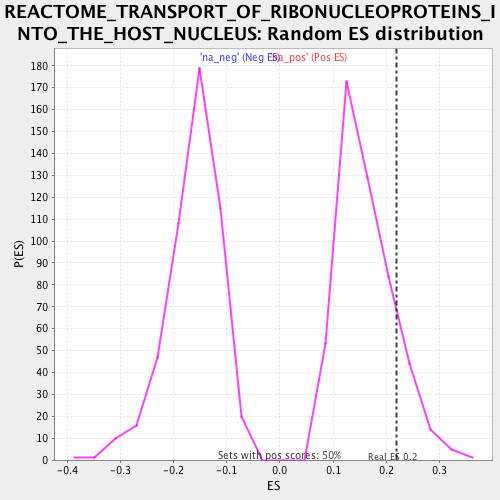 REACTOME_TRANSPORT_OF_RIBONUCLEOPROTEINS_I
NTO_THE_HOST_NUCLEUS: Random ES distribution
'na_neg' (Neg ES)
'na_pos' (Pos ES)
180
170
160
150
140
130
120
110
100
90
80
70
60
50
40
30
20
10
0
P(ES)
Sets with pos scores: 50%
Real ES 0.2
-0.4 -0.3 -0.2 -0.1 0.0 0.1 0.2 0.3
ES